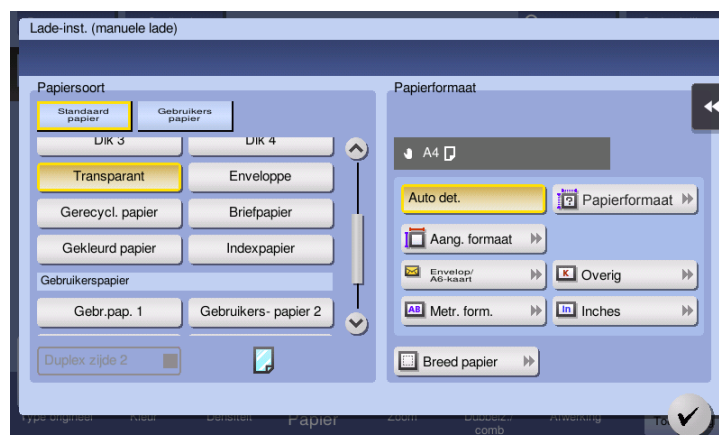 Lade-inst. (manuele lade)
Papiersoort
Papierformaat
Standaard
papier
Gebruikers
papier
Dik 3
Dik 4
A4
Transparant
Enveloppe
Auto det.
Papierformaat
Gerecycl. papier
Briefpapier
Aang. formaat
Gekleurd papier
Indexpapier
Envelop/
A6-kaart
Overig
Gebruikerspapier
Gebr.pap. 1
Gebruikers- papier 2
Metr. form.
Inches
Duplex zijde 2
Breed papier
Type origineel
Kleur
Densiteit
Papier
Zoom
Dubbelz./
comb
Afwerking